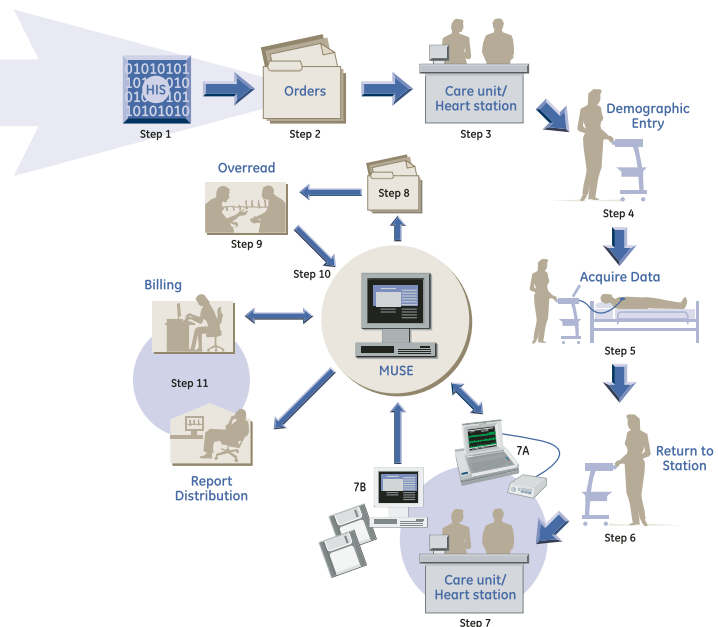 01010101
HIS
10101010
Step 1
Orders
Step 2
Care unit/
Heart station
Step 3
Demographic
Entry
Step 4
Acquire Data
Step 5
Return to
Station
Step 6
Care unit/
Heart station
Step 7
7A
7B
MUSE
Step 8
Overread
Step 9
Step 10
Billing
Step 11
Report
Distribution